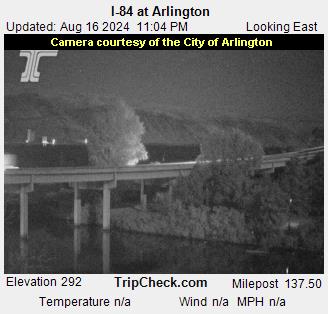 I-84 at Arlington
Updated: Aug 16 2024 11:04 PM Looking East
Camera courtesy of the City of Arlington
Elevation 292 TripCheck.com Milepost 137.50
Temperature n/a Wind n/a MPH n/a